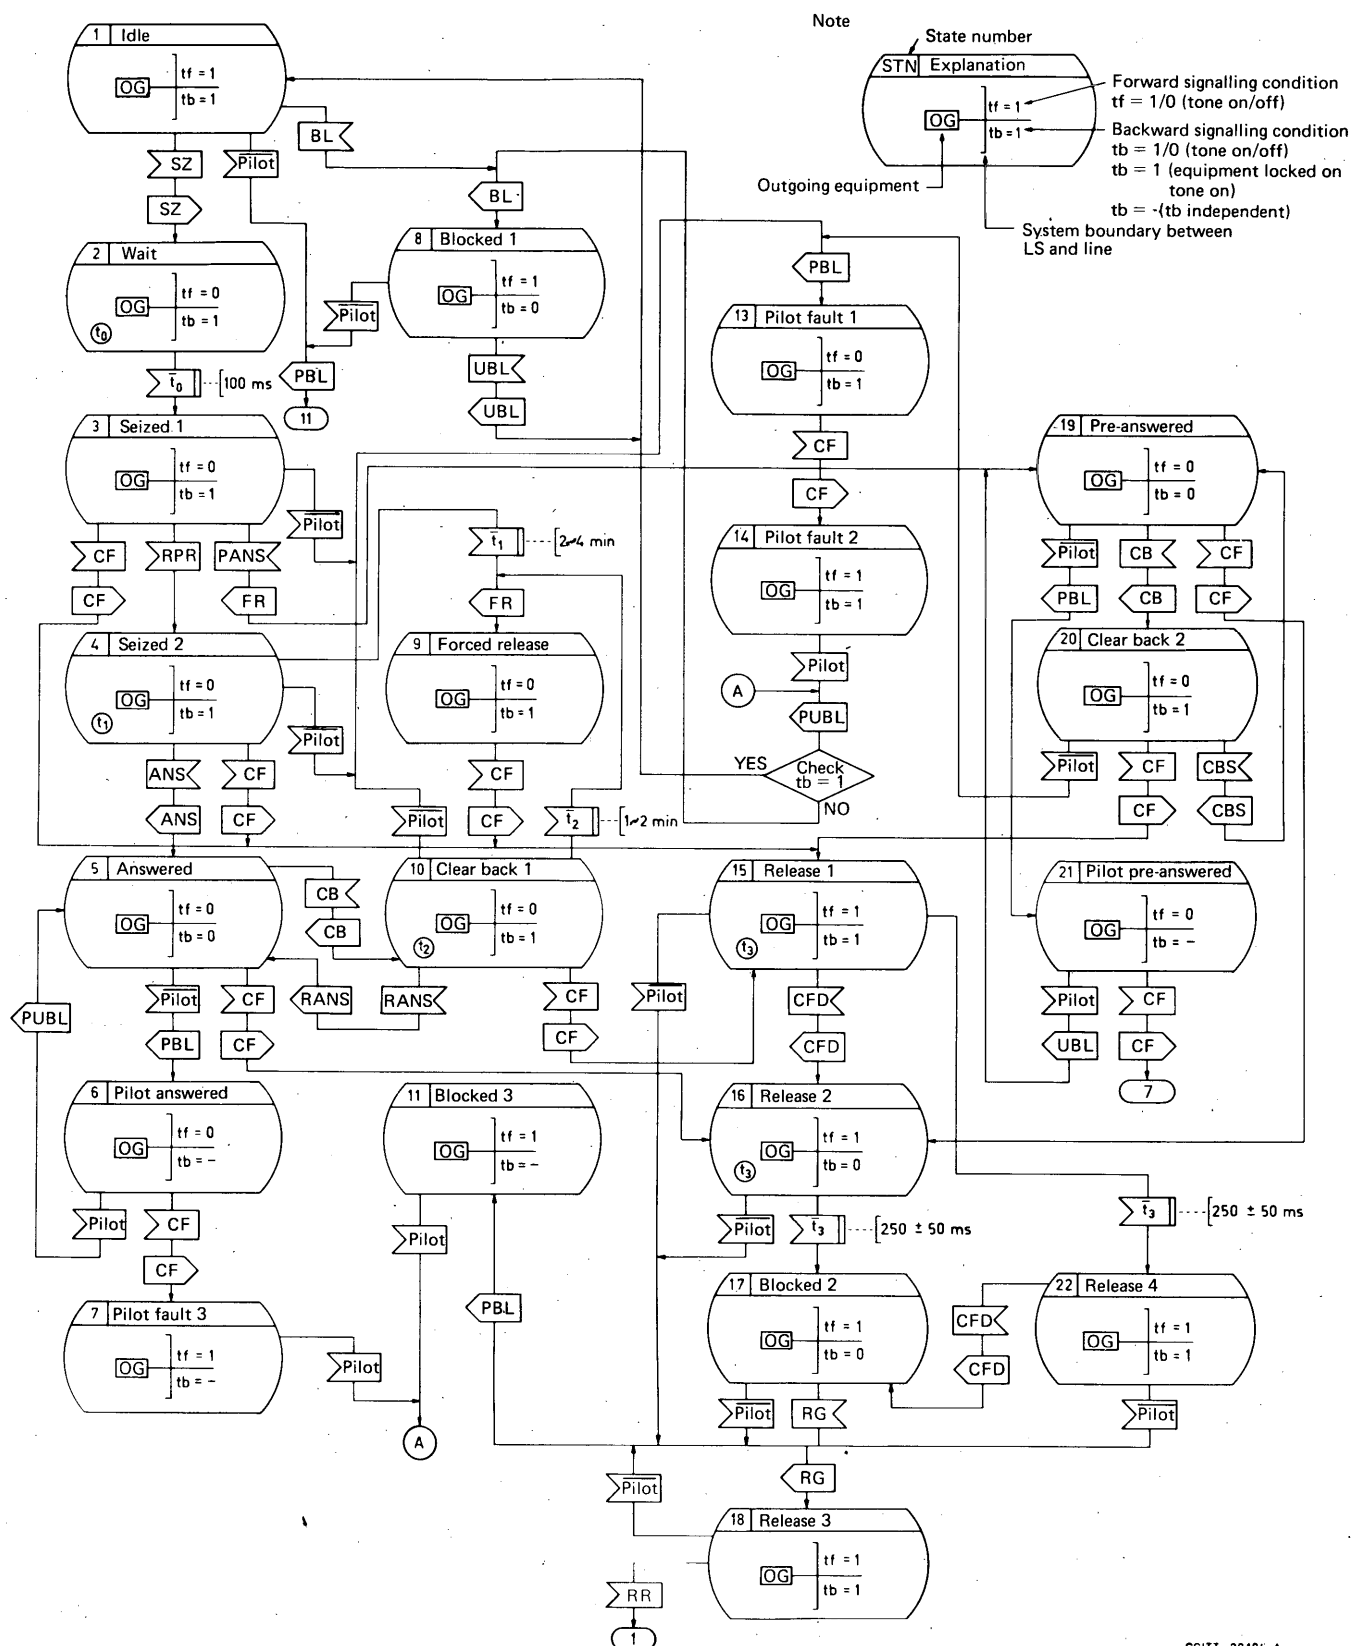 Note
State number
STN Explanation
OG
tf = 1
tb = 1
Forward signalling condition
tf = 1/0 (tone on/off)
Backward signalling condition
tb = 1/0 (tone on/off)
tb = 1 (equipment locked on
tone on)
tb = -(tb independent)
Outgoing equipment
System boundary between
LS and line
1 Idle
OG
tf = 1
tb = 1
BL
SZ
Pilot
SZ
BL
2 Wait
OG
tf = 0
tb = 1
t0
8 Blocked 1
OG
tf = 1
tb = 0
Pilot
PBL
t0
100 ms
PBL
11
UBL
UBL
13 Pilot fault 1
OG
tf = 0
tb = 1
CF
CF
3 Seized 1
OG
tf = 0
tb = 1
Pilot
CF
RPR
PANS
CF
FR
t1
2~4 min
FR
14 Pilot fault 2
OG
tf = 1
tb = 1
Pilot
A
PUBL
YES
Check
tb = 1
NO
19 Pre-answered
OG
tf = 0
tb = 0
Pilot
CB
CF
PBL
CB
CF
4 Seized 2
OG
tf = 0
tb = 1
t1
Pilot
ANS
CF
ANS
CF
9 Forced release
OG
tf = 0
tb = 1
CF
Pilot
CF
t2
1~2 min
20 Clear back 2
OG
tf = 0
tb = 1
Pilot
CF
CBS
CF
CBS
5 Answered
OG
tf = 0
tb = 0
CB
CB
10 Clear back 1
OG
tf = 0
tb = 1
t2
15 Release 1
OG
tf = 1
tb = 1
t3
21 Pilot pre-answered
OG
tf = 0
tb = -
PUBL
Pilot
CF
RANS
RANS
CF
Pilot
CFD
Pilot
CF
PBL
CF
CF
CFD
UBL
CF
7
6 Pilot answered
OG
tf = 0
tb = -
11 Blocked 3
OG
tf = 1
tb = -
16 Release 2
OG
tf = 1
tb = 0
t3
Pilot
CF
Pilot
Pilot
t3
250 ± 50 ms
t3
250 ± 50 ms
CF
7 Pilot fault 3
OG
tf = 1
tb = -
Pilot
A
PBL
17 Blocked 2
OG
tf = 1
tb = 0
CFD
CFD
22 Release 4
OG
tf = 1
tb = 1
Pilot
RG
Pilot
Pilot
RG
18 Release 3
OG
tf = 1
tb = 1
RR
1